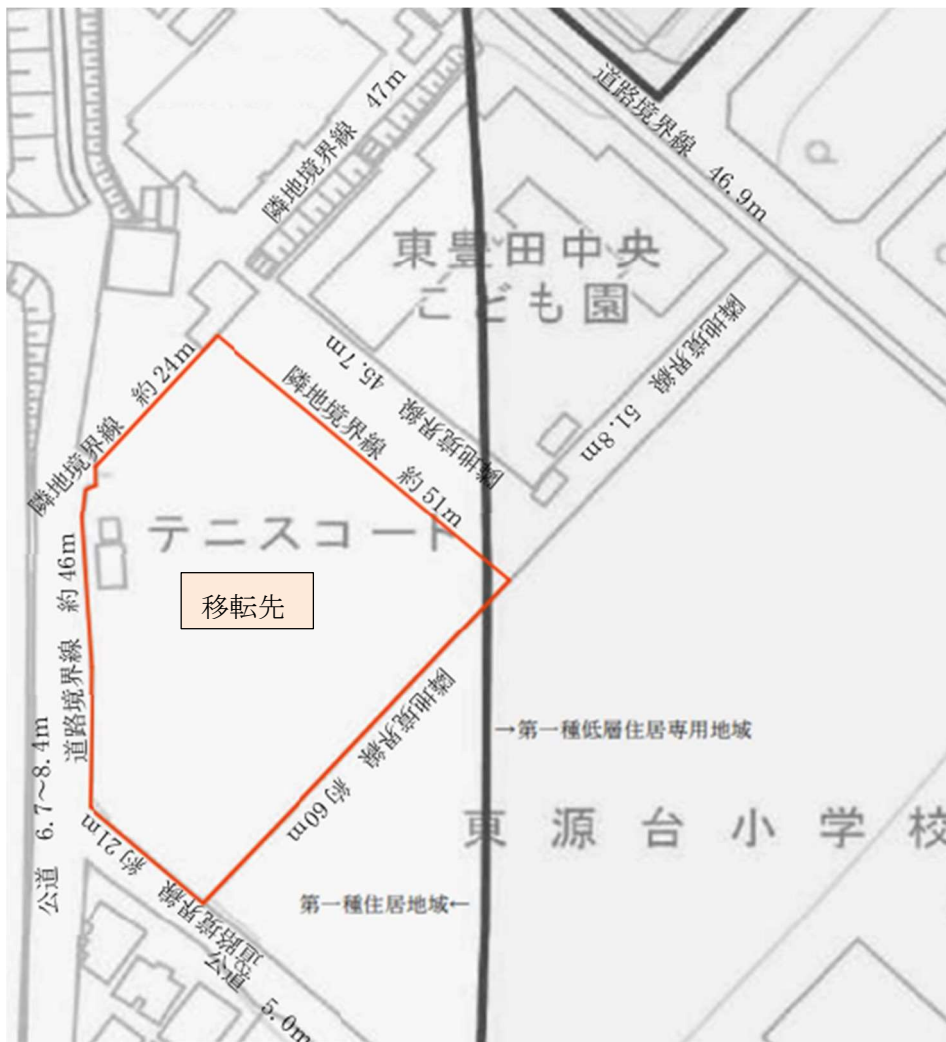 隣地境界線 47m
道路境界線 46.9m
東豊田中央
こども園
隣地境界線 45.7m
隣地境界線 51.8m
隣地境界線 約24m
隣地境界線 約51m
テニスコート
移転先
道路境界線 約46m
公道 6.7～8.4m
隣地境界線 約60m
→第一種低層住居専用地域
東源台小学校
第一種住居地域←
道路境界線 約21m
公道 5.0m